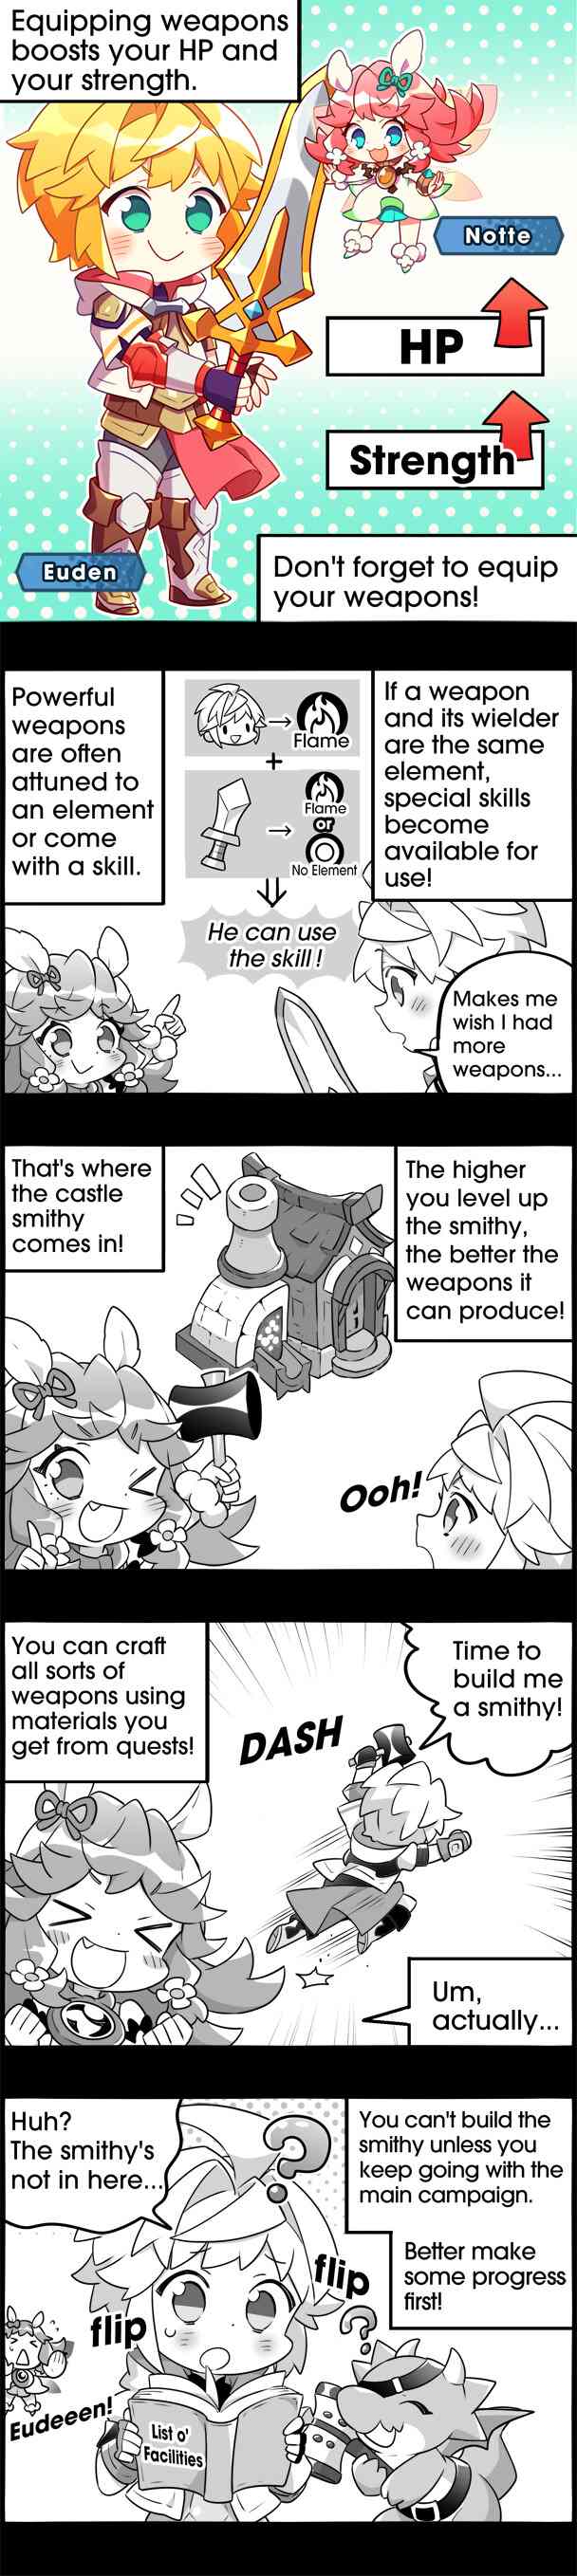 Equipping weapons
boosts your HP and
your strength.
Notte
HP
Strength
Euden
Don't forget to equip
your weapons!
Powerful
weapons
are often
attuned to
an element
or come
with a skill.
Flame
+
Flame
or
No Element
He can use
the skill!
If a weapon
and its wielder
are the same
element,
special skills
become
available for
use!
Makes me
wish I had
more
weapons...
That's where
the castle
smithy
comes in!
The higher
you level up
the smithy,
the better the
weapons it
can produce!
Ooh!
You can craft
all sorts of
weapons using
materials you
get from quests!
DASH
Time to
build me
a smithy!
Um,
actually...
Huh?
The smithy's
not in here...
?
You can't build the
smithy unless you
keep going with the
main campaign.
Better make
some progress
first!
flip
flip
?
Eudeeen!
List o'
Facilities